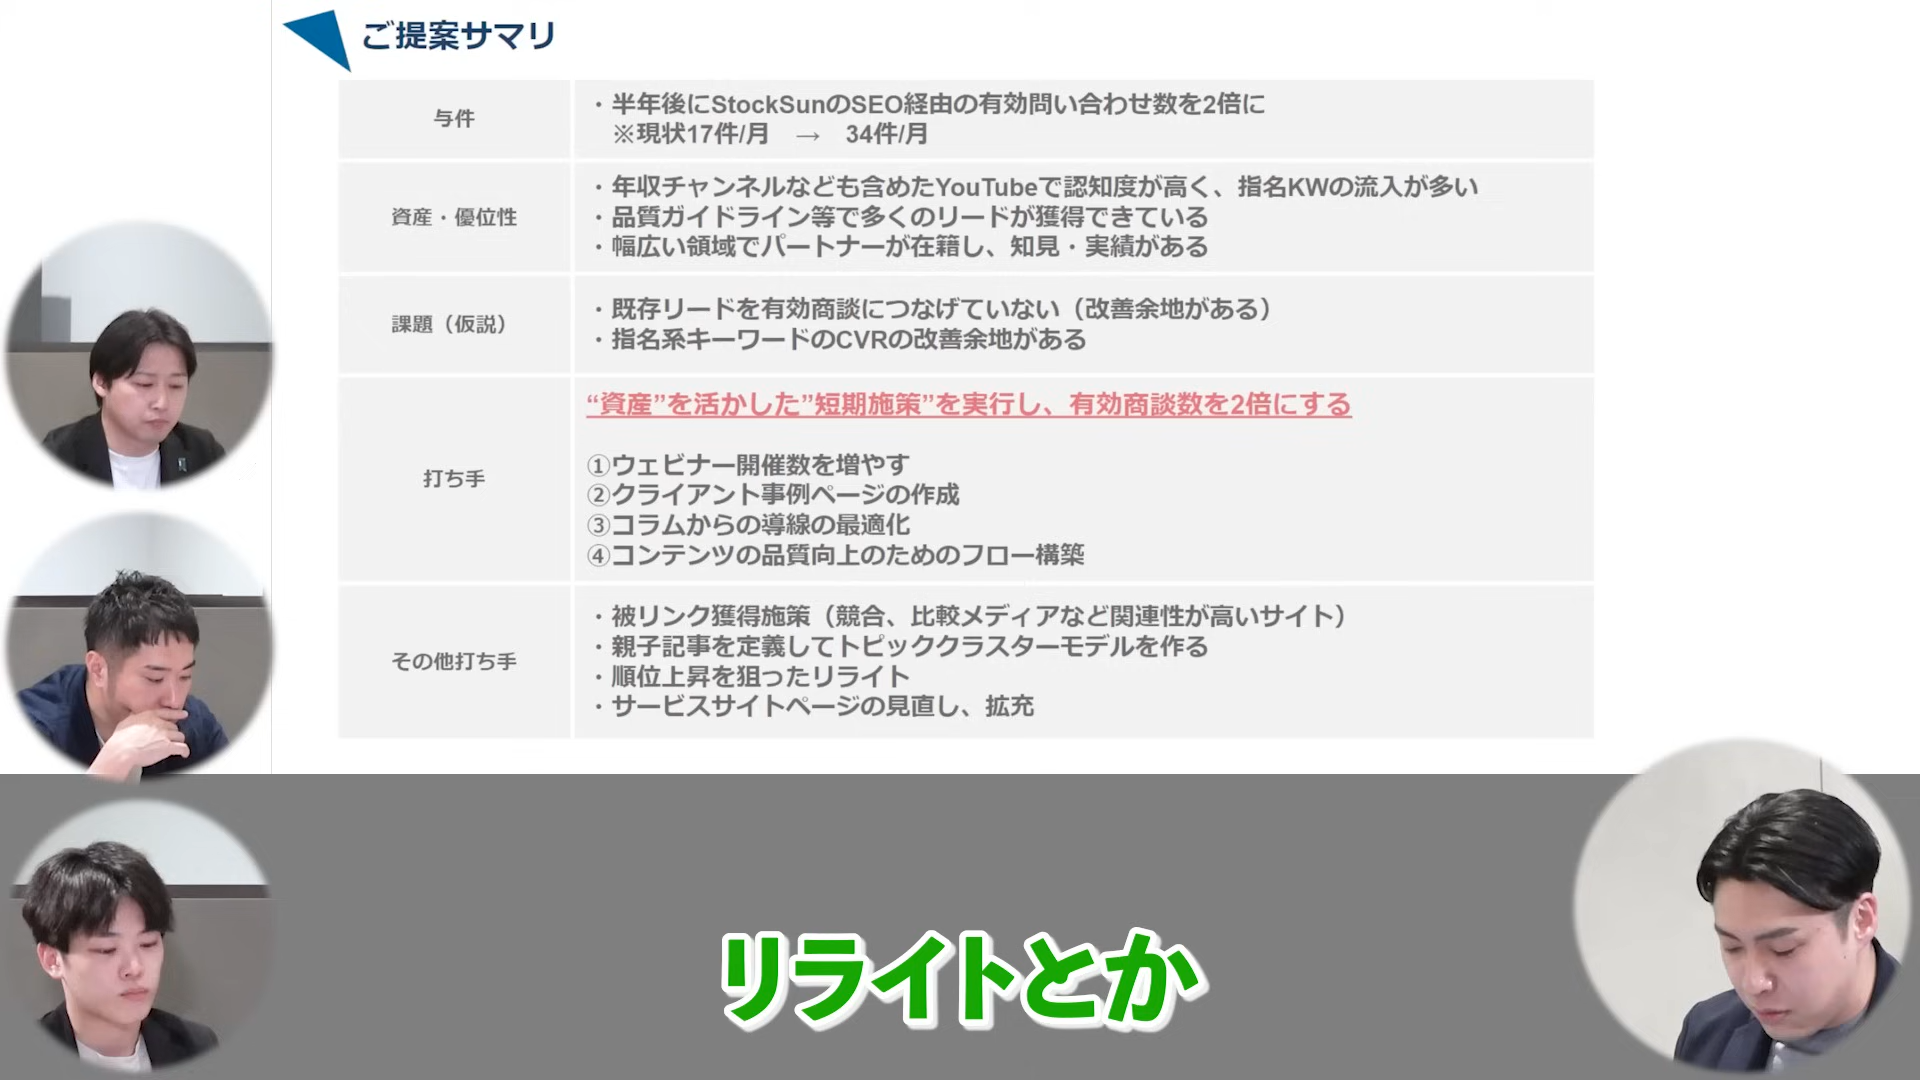 ご提案サマリ
与件
・半年後にStockSunのSEO経由の有効問い合わせ数を2倍に
※現状17件/月　→　34件/月
資産・優位性
・年収チャンネルなども含めたYouTubeで認知度が高く、指名KWの流入が多い
・品質ガイドライン等で多くのリードが獲得できている
・幅広い領域でパートナーが在籍し、知見・実績がある
課題（仮説）
・既存リードを有効商談につなげていない（改善余地がある）
・指名系キーワードのCVRの改善余地がある
打ち手
“資産”を活かした”短期施策”を実行し、有効商談数を2倍にする
①ウェビナー開催数を増やす
②クライアント事例ページの作成
③コラムからの導線の最適化
④コンテンツの品質向上のためのフロー構築
その他打ち手
・被リンク獲得施策（競合、比較メディアなど関連性が高いサイト）
・親子記事を定義してトピッククラスターモデルを作る
・順位上昇を狙ったリライト
・サービスサイトページの見直し、拡充
リライトとか